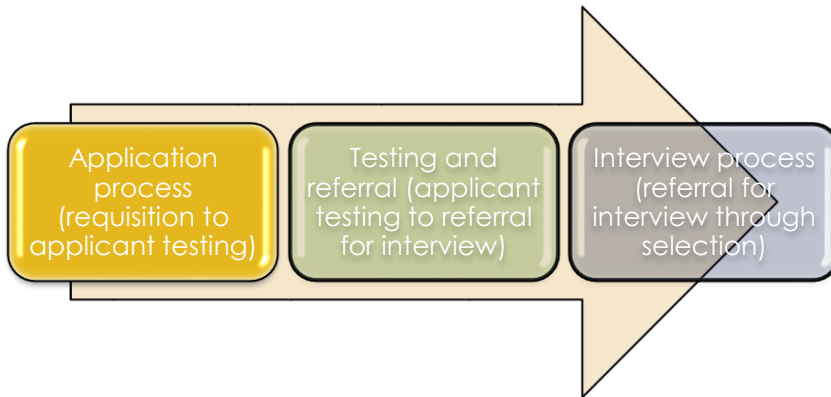 Application
process
(requisition to
applicant testing)
Testing and
referral (applicant
testing to referral
for interview)
Interview process
(referral for
interview through
selection)